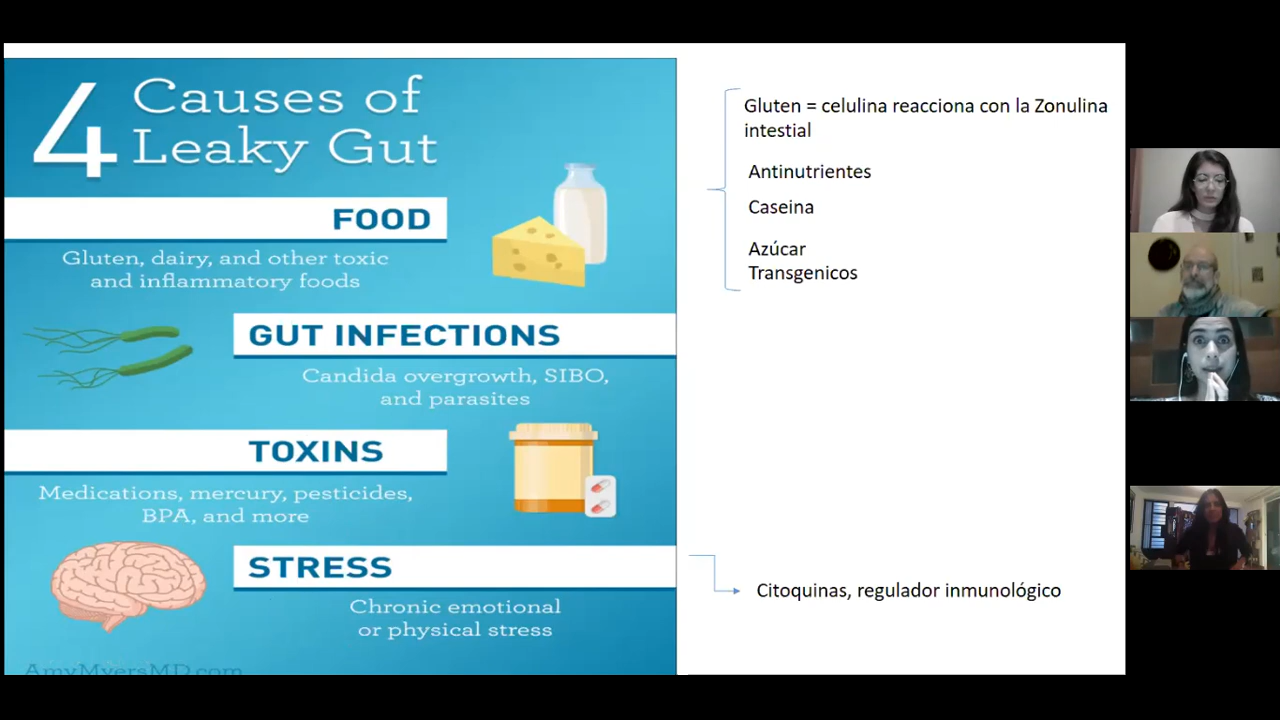 4 Causes of
Leaky Gut
FOOD
Gluten, dairy, and other toxic
and inflammatory foods
GUT INFECTIONS
Candida overgrowth, SIBO,
and parasites
TOXINS
Medications, mercury, pesticides,
BPA, and more
STRESS
Chronic emotional
or physical stress
AmyMyersMD.com
Gluten = celulina reacciona con la Zonulina
intestial
Antinutrientes
Caseina
Azúcar
Transgenicos
Citoquinas, regulador inmunológico